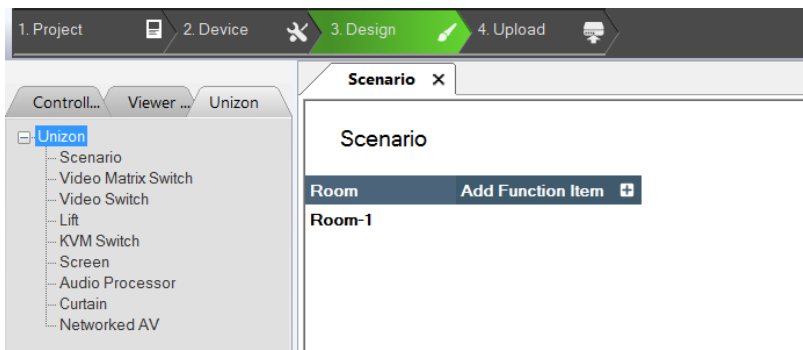 1. Project 2. Device 3. Design 4. Upload
Scenario X
Controll... Viewer ... Unizon
Unizon
Scenario
Video Matrix Switch
Video Switch
Lift
KVM Switch
Screen
Audio Processor
Curtain
Networked AV
Scenario
Room Add Function Item
Room-1